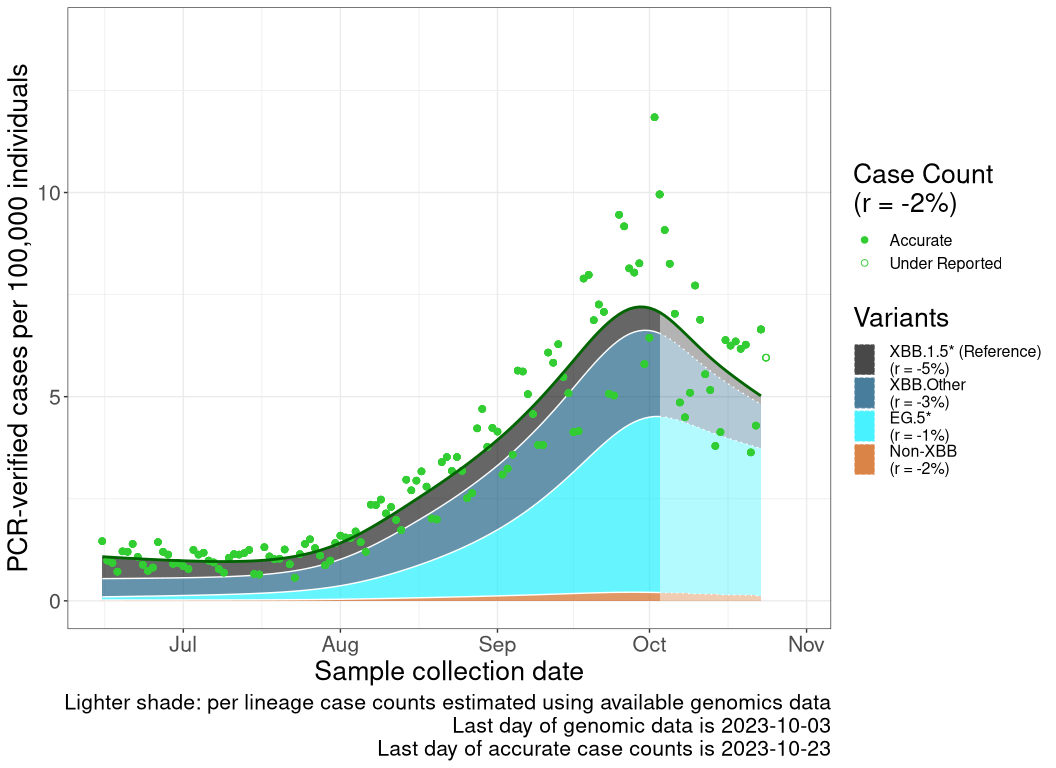 PCR-verified cases per 100,000 individuals
10
5
0
Jul
Aug
Sep
Oct
Nov
Sample collection date
Lighter shade: per lineage case counts estimated using available genomics data
Last day of genomic data is 2023-10-03
Last day of accurate case counts is 2023-10-23
Case Count
(r = -2%)
Accurate
Under Reported
Variants
XBB.1.5* (Reference)
(r = -5%)
XBB.Other
(r = -3%)
EG.5*
(r = -1%)
Non-XBB
(r = -2%)